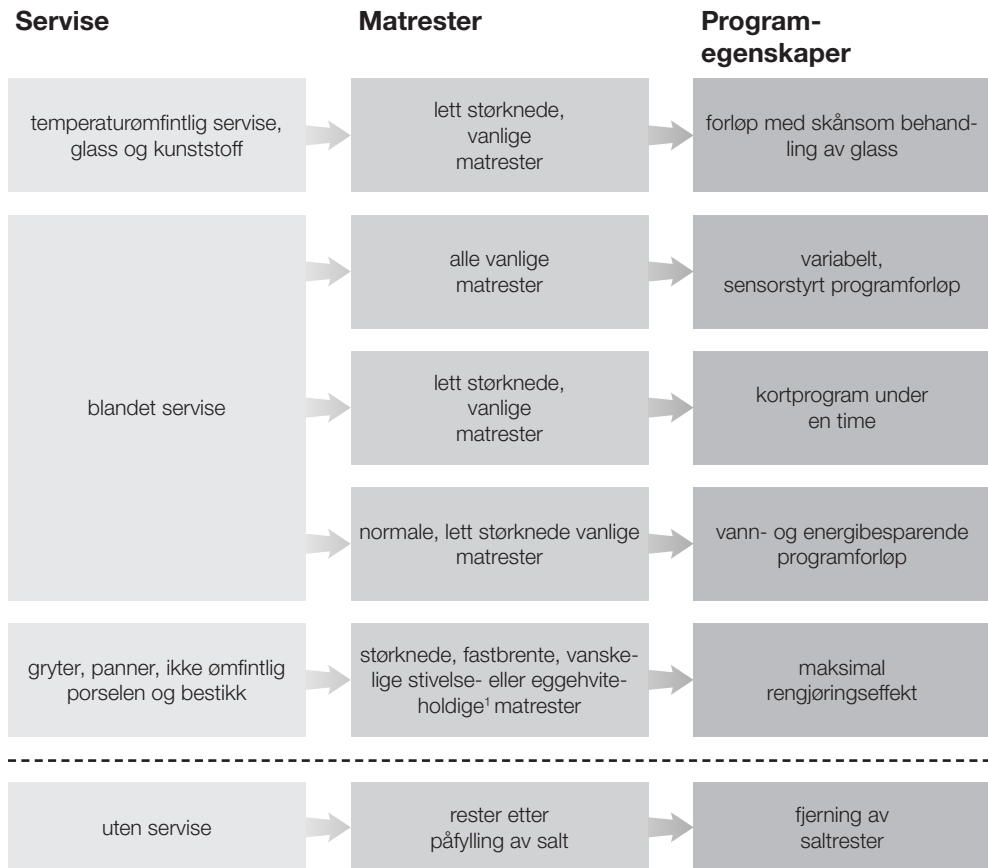 Servise
Matrester
Program-
egenskaper
temperaturømfintlig servise,
glass og kunststoff
lett størknede,
vanlige
matrester
forløp med skånsom behand-
ling av glass
blandet servise
alle vanlige
matrester
variabelt,
sensorstyrt programforløp
lett størknede,
vanlige
matrester
kortprogram under
en time
normale, lett størknede vanlige
matrester
vann- og energibesparende
programforløp
gryter, panner, ikke ømfintlig
porselen og bestikk
størknede, fastbrente, vanske-
lige stivelse- eller eggehvite-
holdige¹ matrester
maksimal
rengjøringseffekt
uten servise
rester etter
påfylling av salt
fjerning av
saltrester